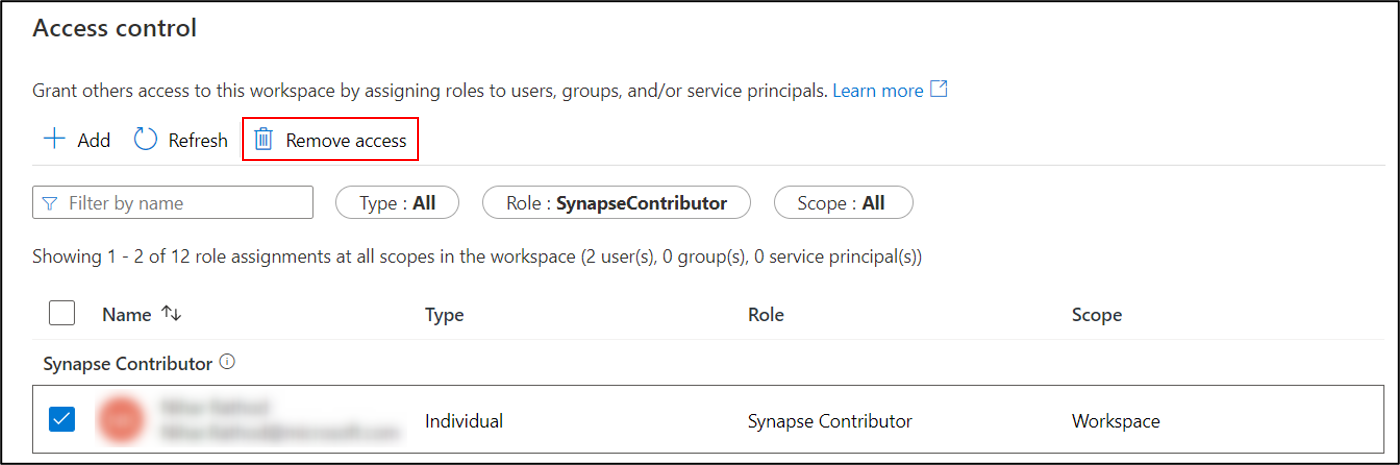 Access control
Grant others access to this workspace by assigning roles to users, groups, and/or service principals. Learn more
Add Refresh Remove access
Filter by name Type : All Role : SynapseContributor Scope : All
Showing 1 - 2 of 12 role assignments at all scopes in the workspace (2 user(s), 0 group(s), 0 service principal(s))
Name Type Role Scope
Synapse Contributor
Individual Synapse Contributor Workspace